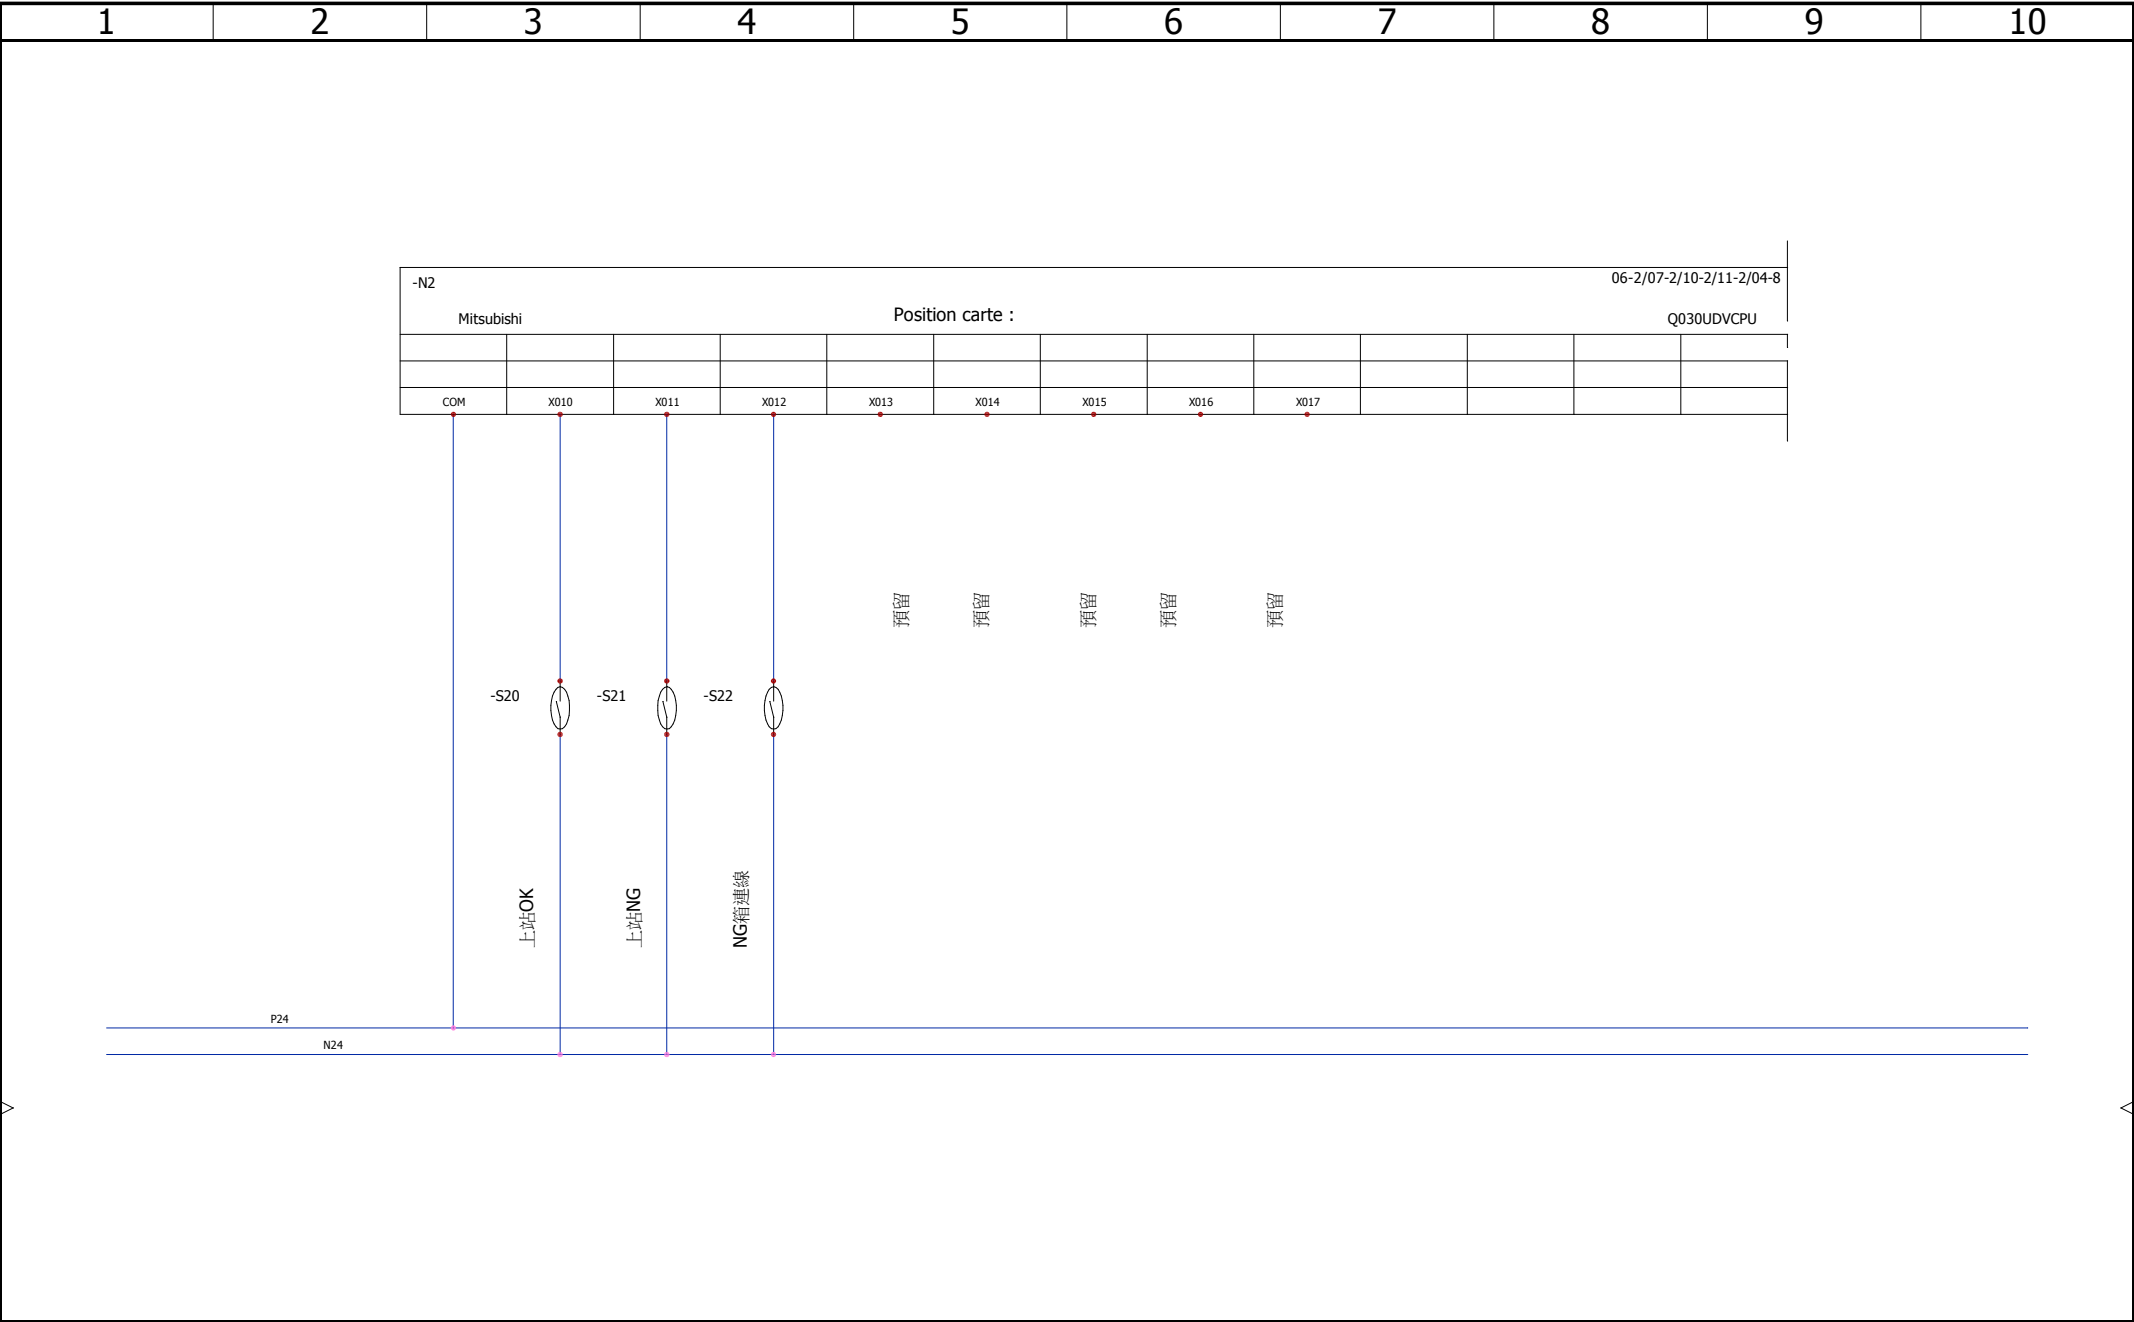 1 2 3 4 5 6 7 8 9 10
-N2 06-2/07-2/10-2/11-2/04-8
Mitsubishi Position carte : Q030UDVCPU
COM X010 X011 X012 X013 X014 X015 X016 X017
預留 預留 預留 預留 預留
-S20 -S21 -S22
上站OK
上站NG
NG箱連線
P24
N24